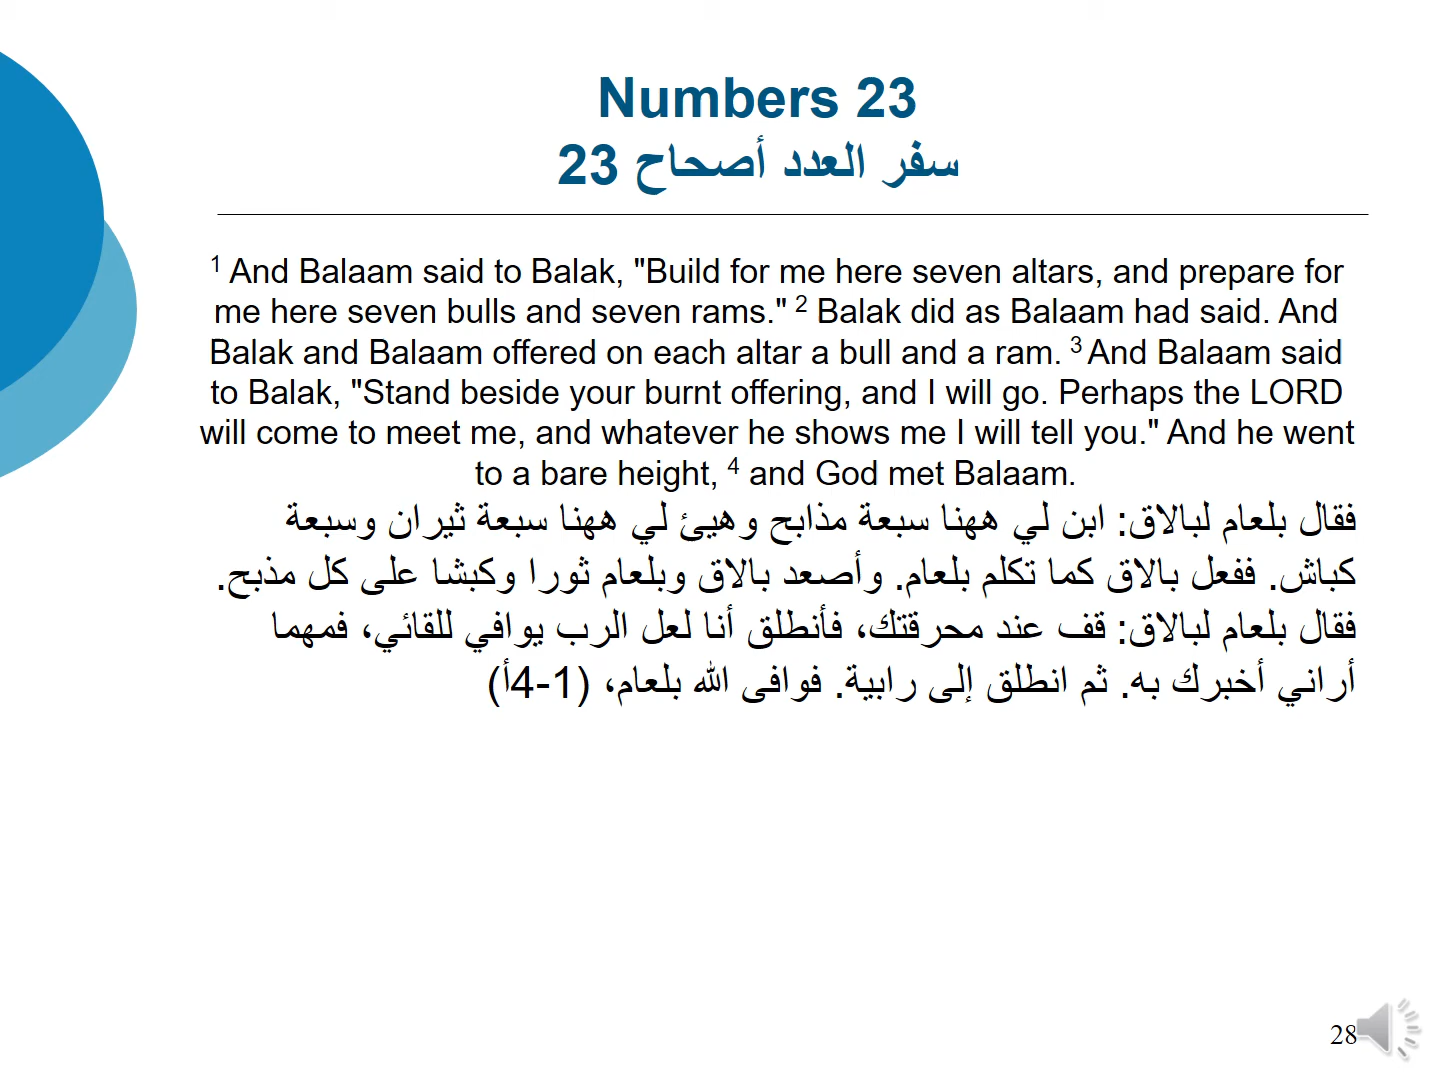 Numbers 23
سفر العدد أصحاح 23
1 And Balaam said to Balak, "Build for me here seven altars, and prepare for
me here seven bulls and seven rams." 2 Balak did as Balaam had said. And
Balak and Balaam offered on each altar a bull and a ram. 3 And Balaam said
to Balak, "Stand beside your burnt offering, and I will go. Perhaps the LORD
will come to meet me, and whatever he shows me I will tell you." And he went
to a bare height, 4 and God met Balaam.
فقال بلعام لبالاق: ابن لي ههنا سبعة مذابح وهيئ لي ههنا سبعة ثيران وسبعة
كباش. ففعل بالاق كما تكلم بلعام. وأصعد بالاق وبلعام ثورا وكبشا على كل مذبح.
فقال بلعام لبالاق: قف عند محرقتك، فأنطلق أنا لعل الرب يوافي للقائي، فمهما
أراني أخبرك به. ثم انطلق إلى رابية. فوافى الله بلعام، (1-4أ)
28